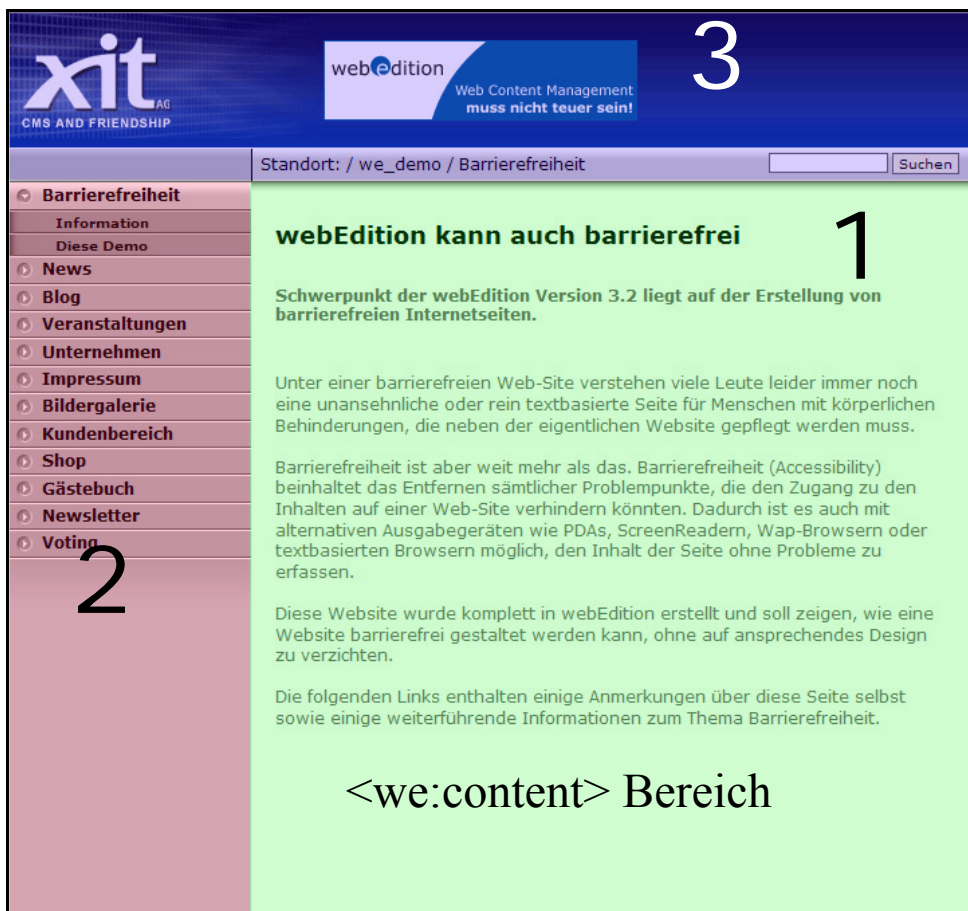 xit AG
CMS AND FRIENDSHIP
webedition
Web Content Management
muss nicht teuer sein!
3
Standort: / we_demo / Barrierefreiheit
Suchen
Barrierefreiheit
Information
Diese Demo
News
Blog
Veranstaltungen
Unternehmen
Impressum
Bildergalerie
Kundenbereich
Shop
Gästebuch
Newsletter
Voting
2
1
webEdition kann auch barrierefrei
Schwerpunkt der webEdition Version 3.2 liegt auf der Erstellung von
barrierefreien Internetseiten.
Unter einer barrierefreien Web-Site verstehen viele Leute leider immer noch
eine unansehnliche oder rein textbasierte Seite für Menschen mit körperlichen
Behinderungen, die neben der eigentlichen Website gepflegt werden muss.
Barrierefreiheit ist aber weit mehr als das. Barrierefreiheit (Accessibility)
beinhaltet das Entfernen sämtlicher Problempunkte, die den Zugang zu den
Inhalten auf einer Web-Site verhindern könnten. Dadurch ist es auch mit
alternativen Ausgabegeräten wie PDAs, ScreenReadern, Wap-Browsern oder
textbasierten Browsern möglich, den Inhalt der Seite ohne Probleme zu
erfassen.
Diese Website wurde komplett in webEdition erstellt und soll zeigen, wie eine
Website barrierefrei gestaltet werden kann, ohne auf ansprechendes Design
zu verzichten.
Die folgenden Links enthalten einige Anmerkungen über diese Seite selbst
sowie einige weiterführende Informationen zum Thema Barrierefreiheit.
<we:content> Bereich